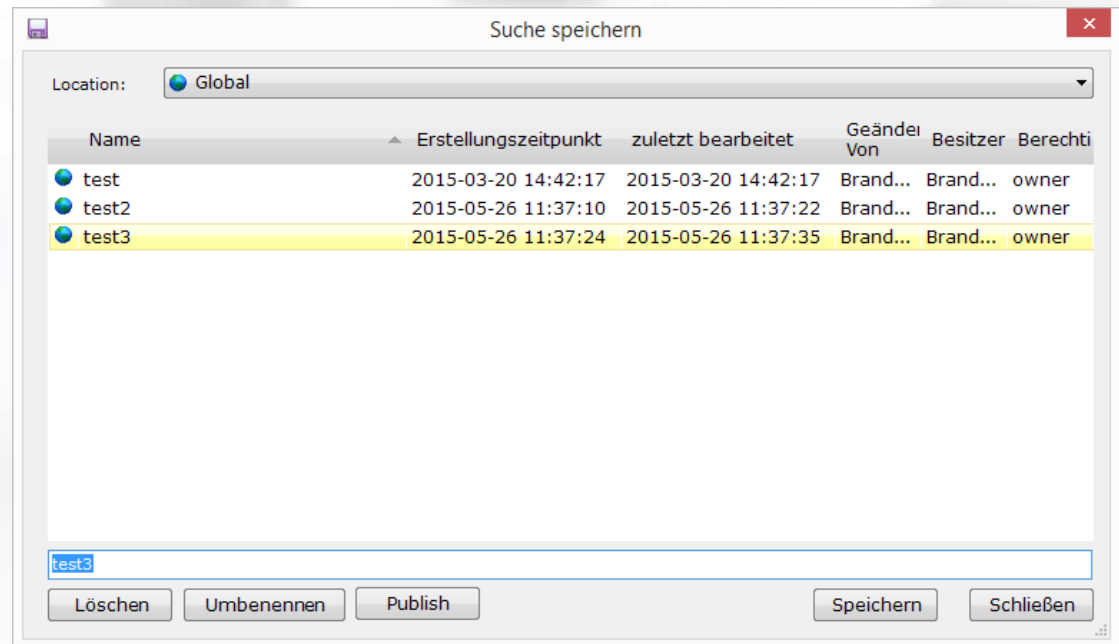 Suche speichern
Location: Global
Name Erstellungszeitpunkt zuletzt bearbeitet Geänder Von Besitzer Berechti
test 2015-03-20 14:42:17 2015-03-20 14:42:17 Brand... Brand... owner
test2 2015-05-26 11:37:10 2015-05-26 11:37:22 Brand... Brand... owner
test3 2015-05-26 11:37:24 2015-05-26 11:37:35 Brand... Brand... owner
test3
Löschen Umbenennen Publish Speichern Schließen